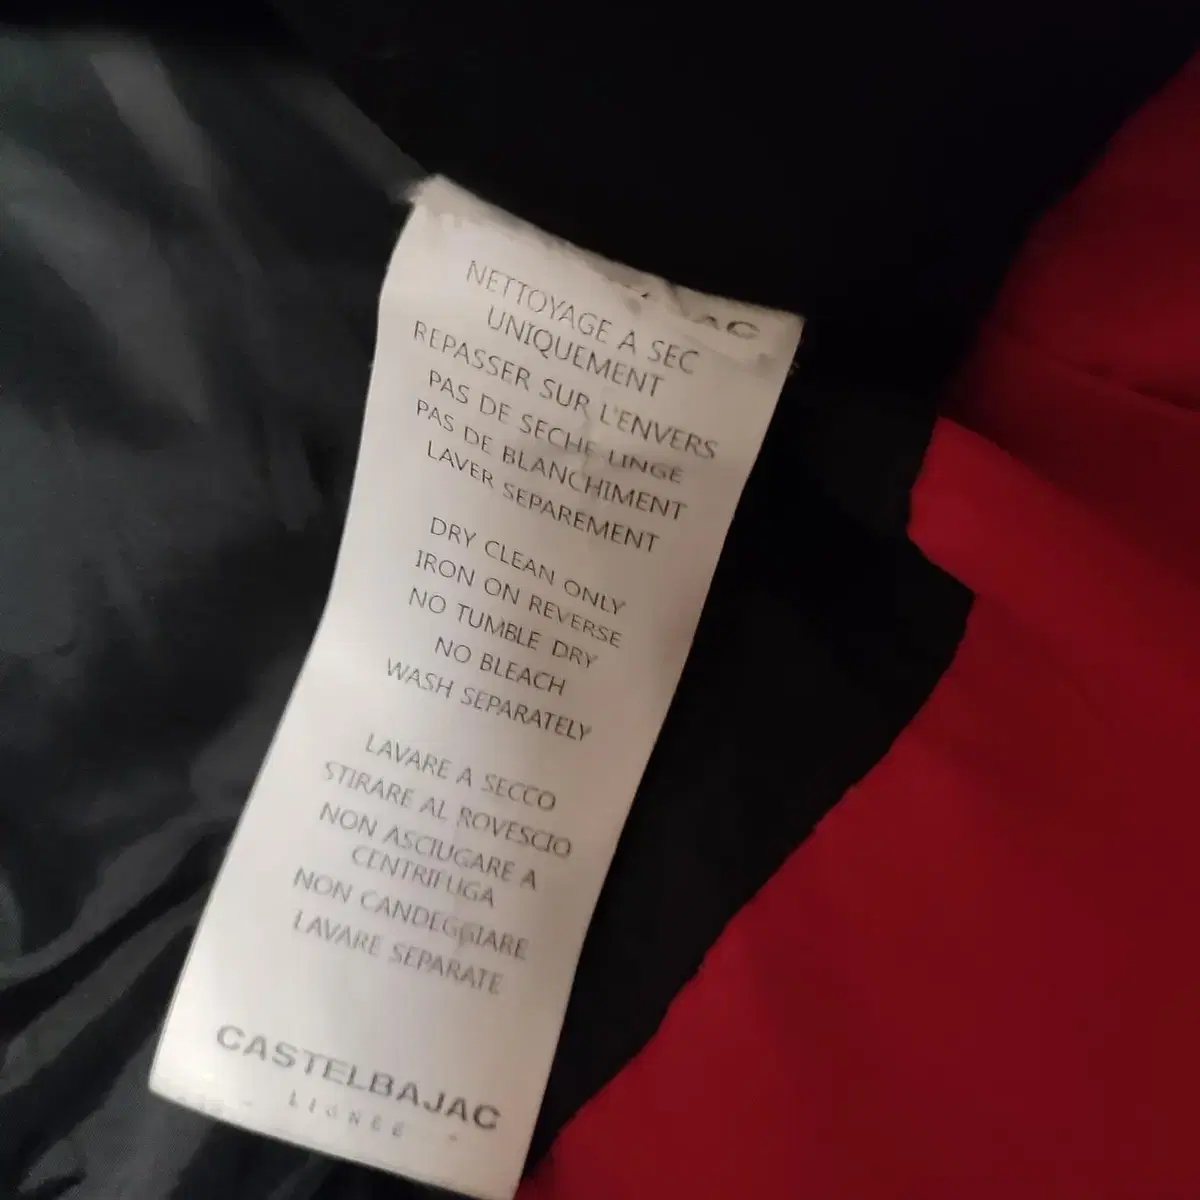 NETTOYAGE A SEC
UNIQUEMENT
REPASSER SUR L'ENVERS
PAS DE SECHE-LINGE
PAS DE BLANCHIMENT
LAVER SEPAREMENT
DRY CLEAN ONLY
IRON ON REVERSE
NO TUMBLE DRY
NO BLEACH
WASH SEPARATELY
LAVARE A SECCO
STIRARE AL ROVESCIO
NON ASCIUGARE A
CENTRIFUGA
NON CANDEGGIARE
LAVARE SEPARATE
CASTELBAJAC
- LIGNEE -